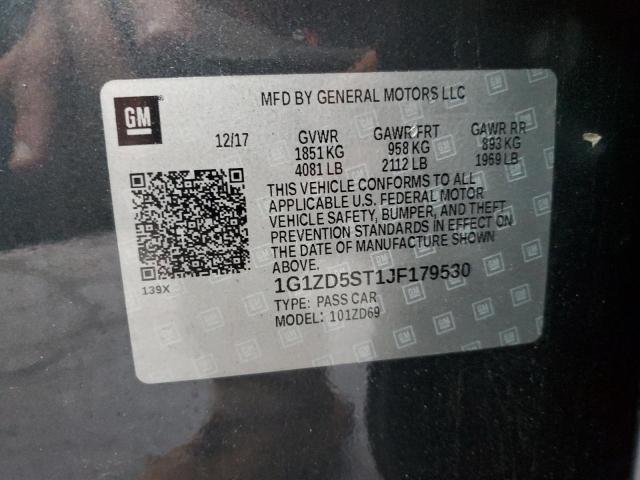 MFD BY GENERAL MOTORS LLC
GM
12/17 GVWR GAWR FRT GAWR RR
1851 KG 958 KG 893 KG
4081 LB 2112 LB 1969 LB
THIS VEHICLE CONFORMS TO ALL
APPLICABLE U.S. FEDERAL MOTOR
VEHICLE SAFETY, BUMPER, AND THEFT
PREVENTION STANDARDS IN EFFECT ON
THE DATE OF MANUFACTURE SHOWN
ABOVE.
139X
1G1ZD5ST1JF179530
TYPE: PASS CAR
MODEL: 101ZD69